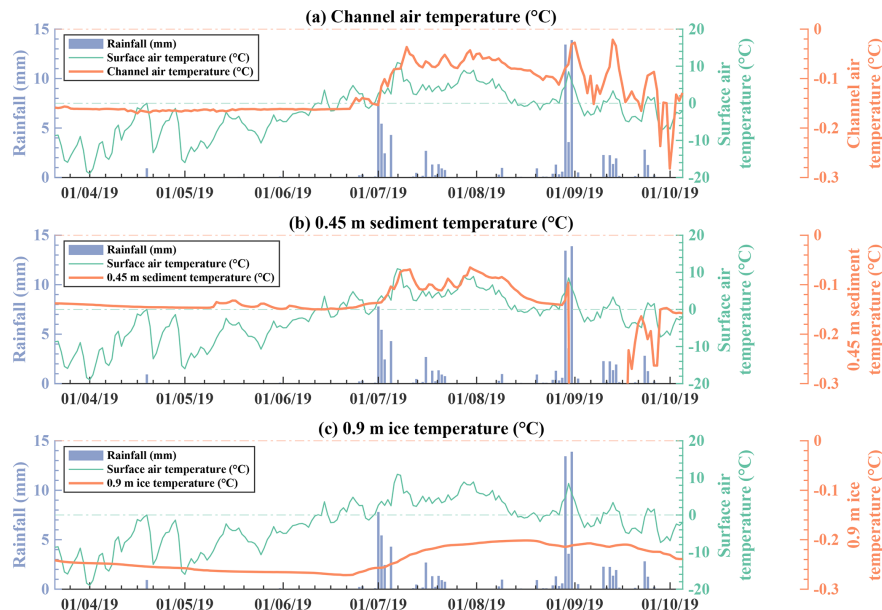 (a) Channel air temperature (°C)
15
10
5
0
Rainfall (mm)
Rainfall (mm)
Surface air temperature (°C)
Channel air temperature (°C)
20
10
0
-10
-20
Surface air
temperature (°C)
0
-0.1
-0.2
-0.3
Channel air
temperature (°C)
01/04/19 01/05/19 01/06/19 01/07/19 01/08/19 01/09/19 01/10/19
(b) 0.45 m sediment temperature (°C)
15
10
5
0
Rainfall (mm)
Rainfall (mm)
Surface air temperature (°C)
0.45 m sediment temperature (°C)
20
10
0
-10
-20
Surface air
temperature (°C)
0
-0.1
-0.2
-0.3
0.45 m sediment
temperature (°C)
01/04/19 01/05/19 01/06/19 01/07/19 01/08/19 01/09/19 01/10/19
(c) 0.9 m ice temperature (°C)
15
10
5
0
Rainfall (mm)
Rainfall (mm)
Surface air temperature (°C)
0.9 m ice temperature (°C)
20
10
0
-10
-20
Surface air
temperature (°C)
0
-0.1
-0.2
-0.3
0.9 m ice
temperature (°C)
01/04/19 01/05/19 01/06/19 01/07/19 01/08/19 01/09/19 01/10/19